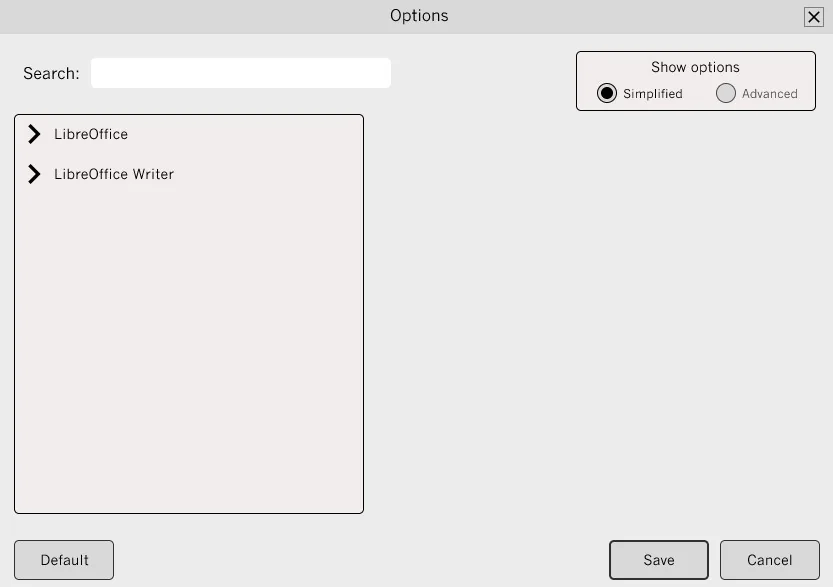 Options
Search:
Show options
Simplified
Advanced
LibreOffice
LibreOffice Writer
Default
Save
Cancel